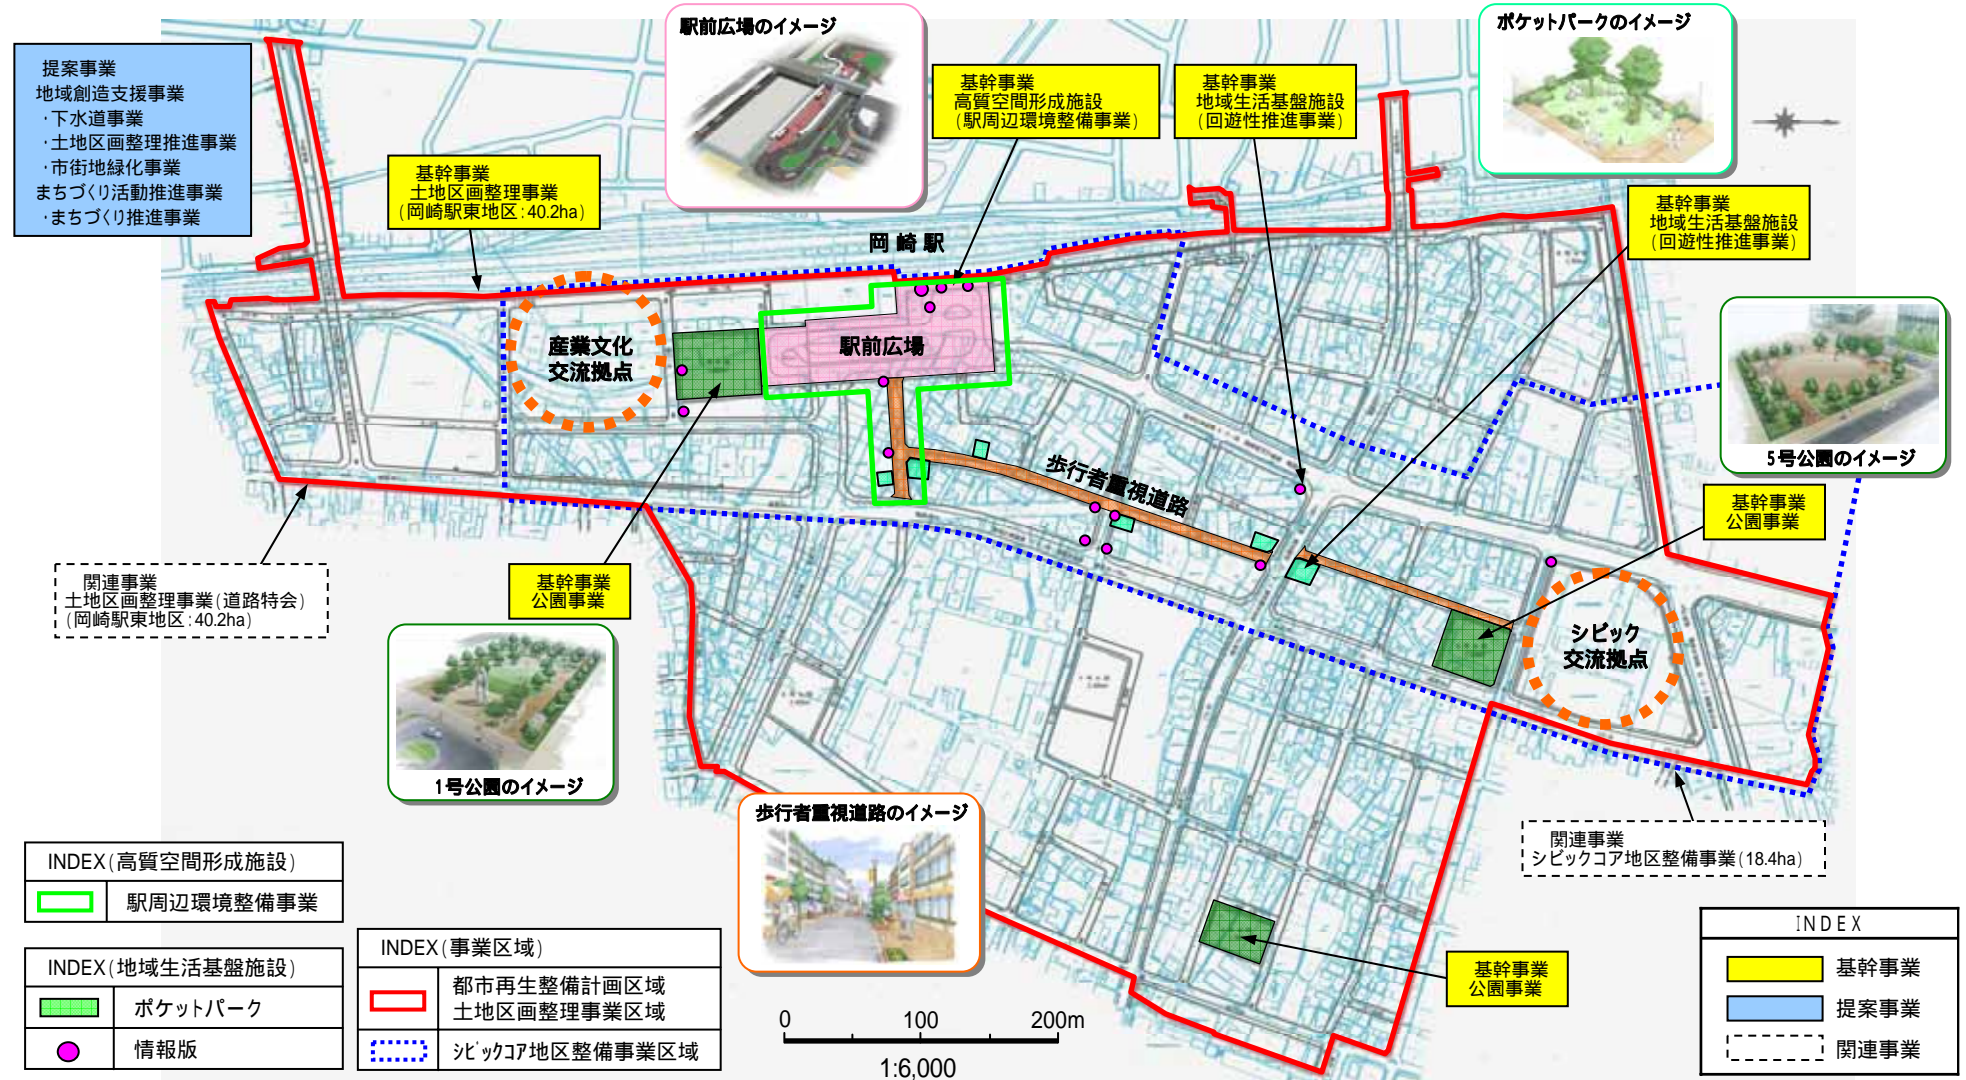 提案事業
地域創造支援事業
・下水道事業
・土地区画整理推進事業
・市街地緑化事業
まちづくり活動推進事業
・まちづくり推進事業
基幹事業
土地区画整理事業
(岡崎駅東地区:40.2ha)
駅前広場のイメージ
基幹事業
高質空間形成施設
(駅周辺環境整備事業)
基幹事業
地域生活基盤施設
(回遊性推進事業)
ポケットパークのイメージ
基幹事業
地域生活基盤施設
(回遊性推進事業)
岡崎駅
産業文化
交流拠点
駅前広場
歩行者重視道路
5号公園のイメージ
基幹事業
公園事業
シビック
交流拠点
関連事業
土地区画整理事業(道路特会)
(岡崎駅東地区:40.2ha)
基幹事業
公園事業
1号公園のイメージ
歩行者重視道路のイメージ
関連事業
シビックコア地区整備事業(18.4ha)
基幹事業
公園事業
INDEX(高質空間形成施設)
駅周辺環境整備事業
INDEX(地域生活基盤施設)
ポケットパーク
情報版
INDEX(事業区域)
都市再生整備計画区域
土地区画整理事業区域
シビックコア地区整備事業区域
0 100 200m
1:6,000
INDEX
基幹事業
提案事業
関連事業